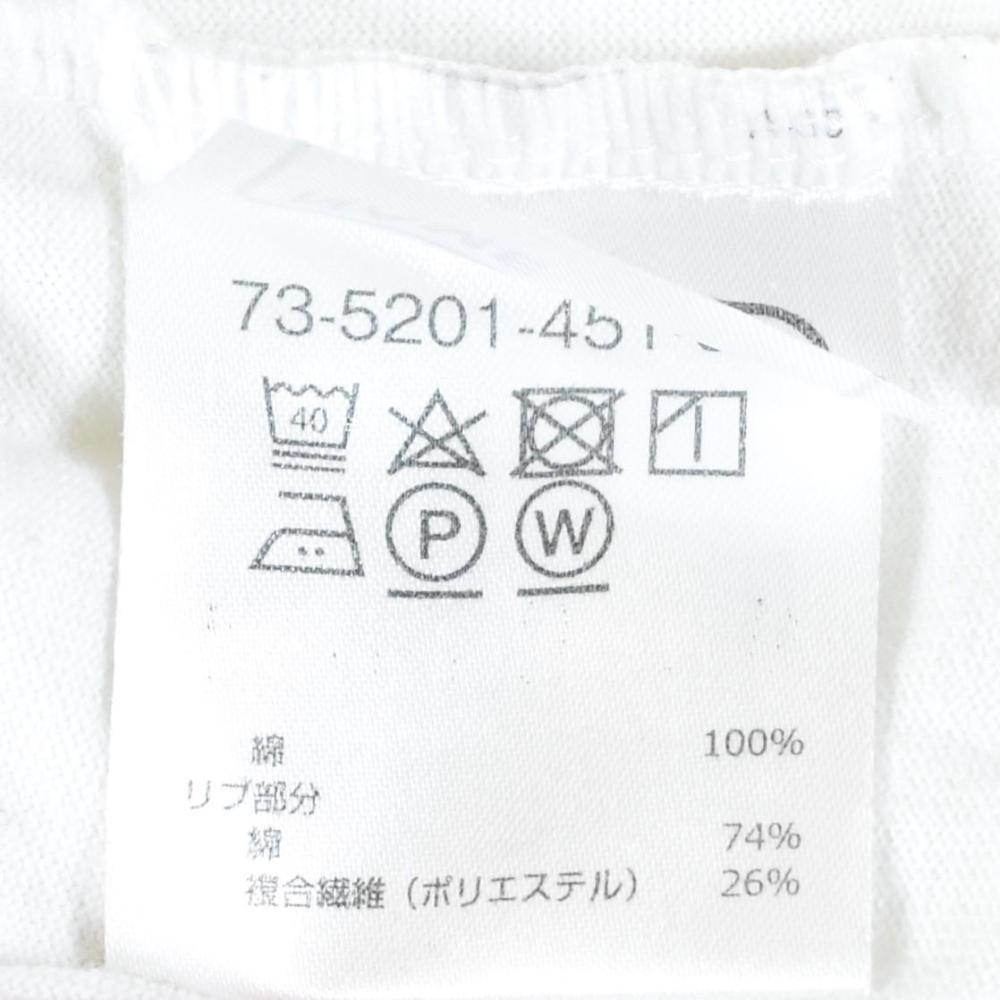 73-5201-451-
40
P W
綿 100%
リブ部分
綿 74%
複合繊維（ポリエステル） 26%